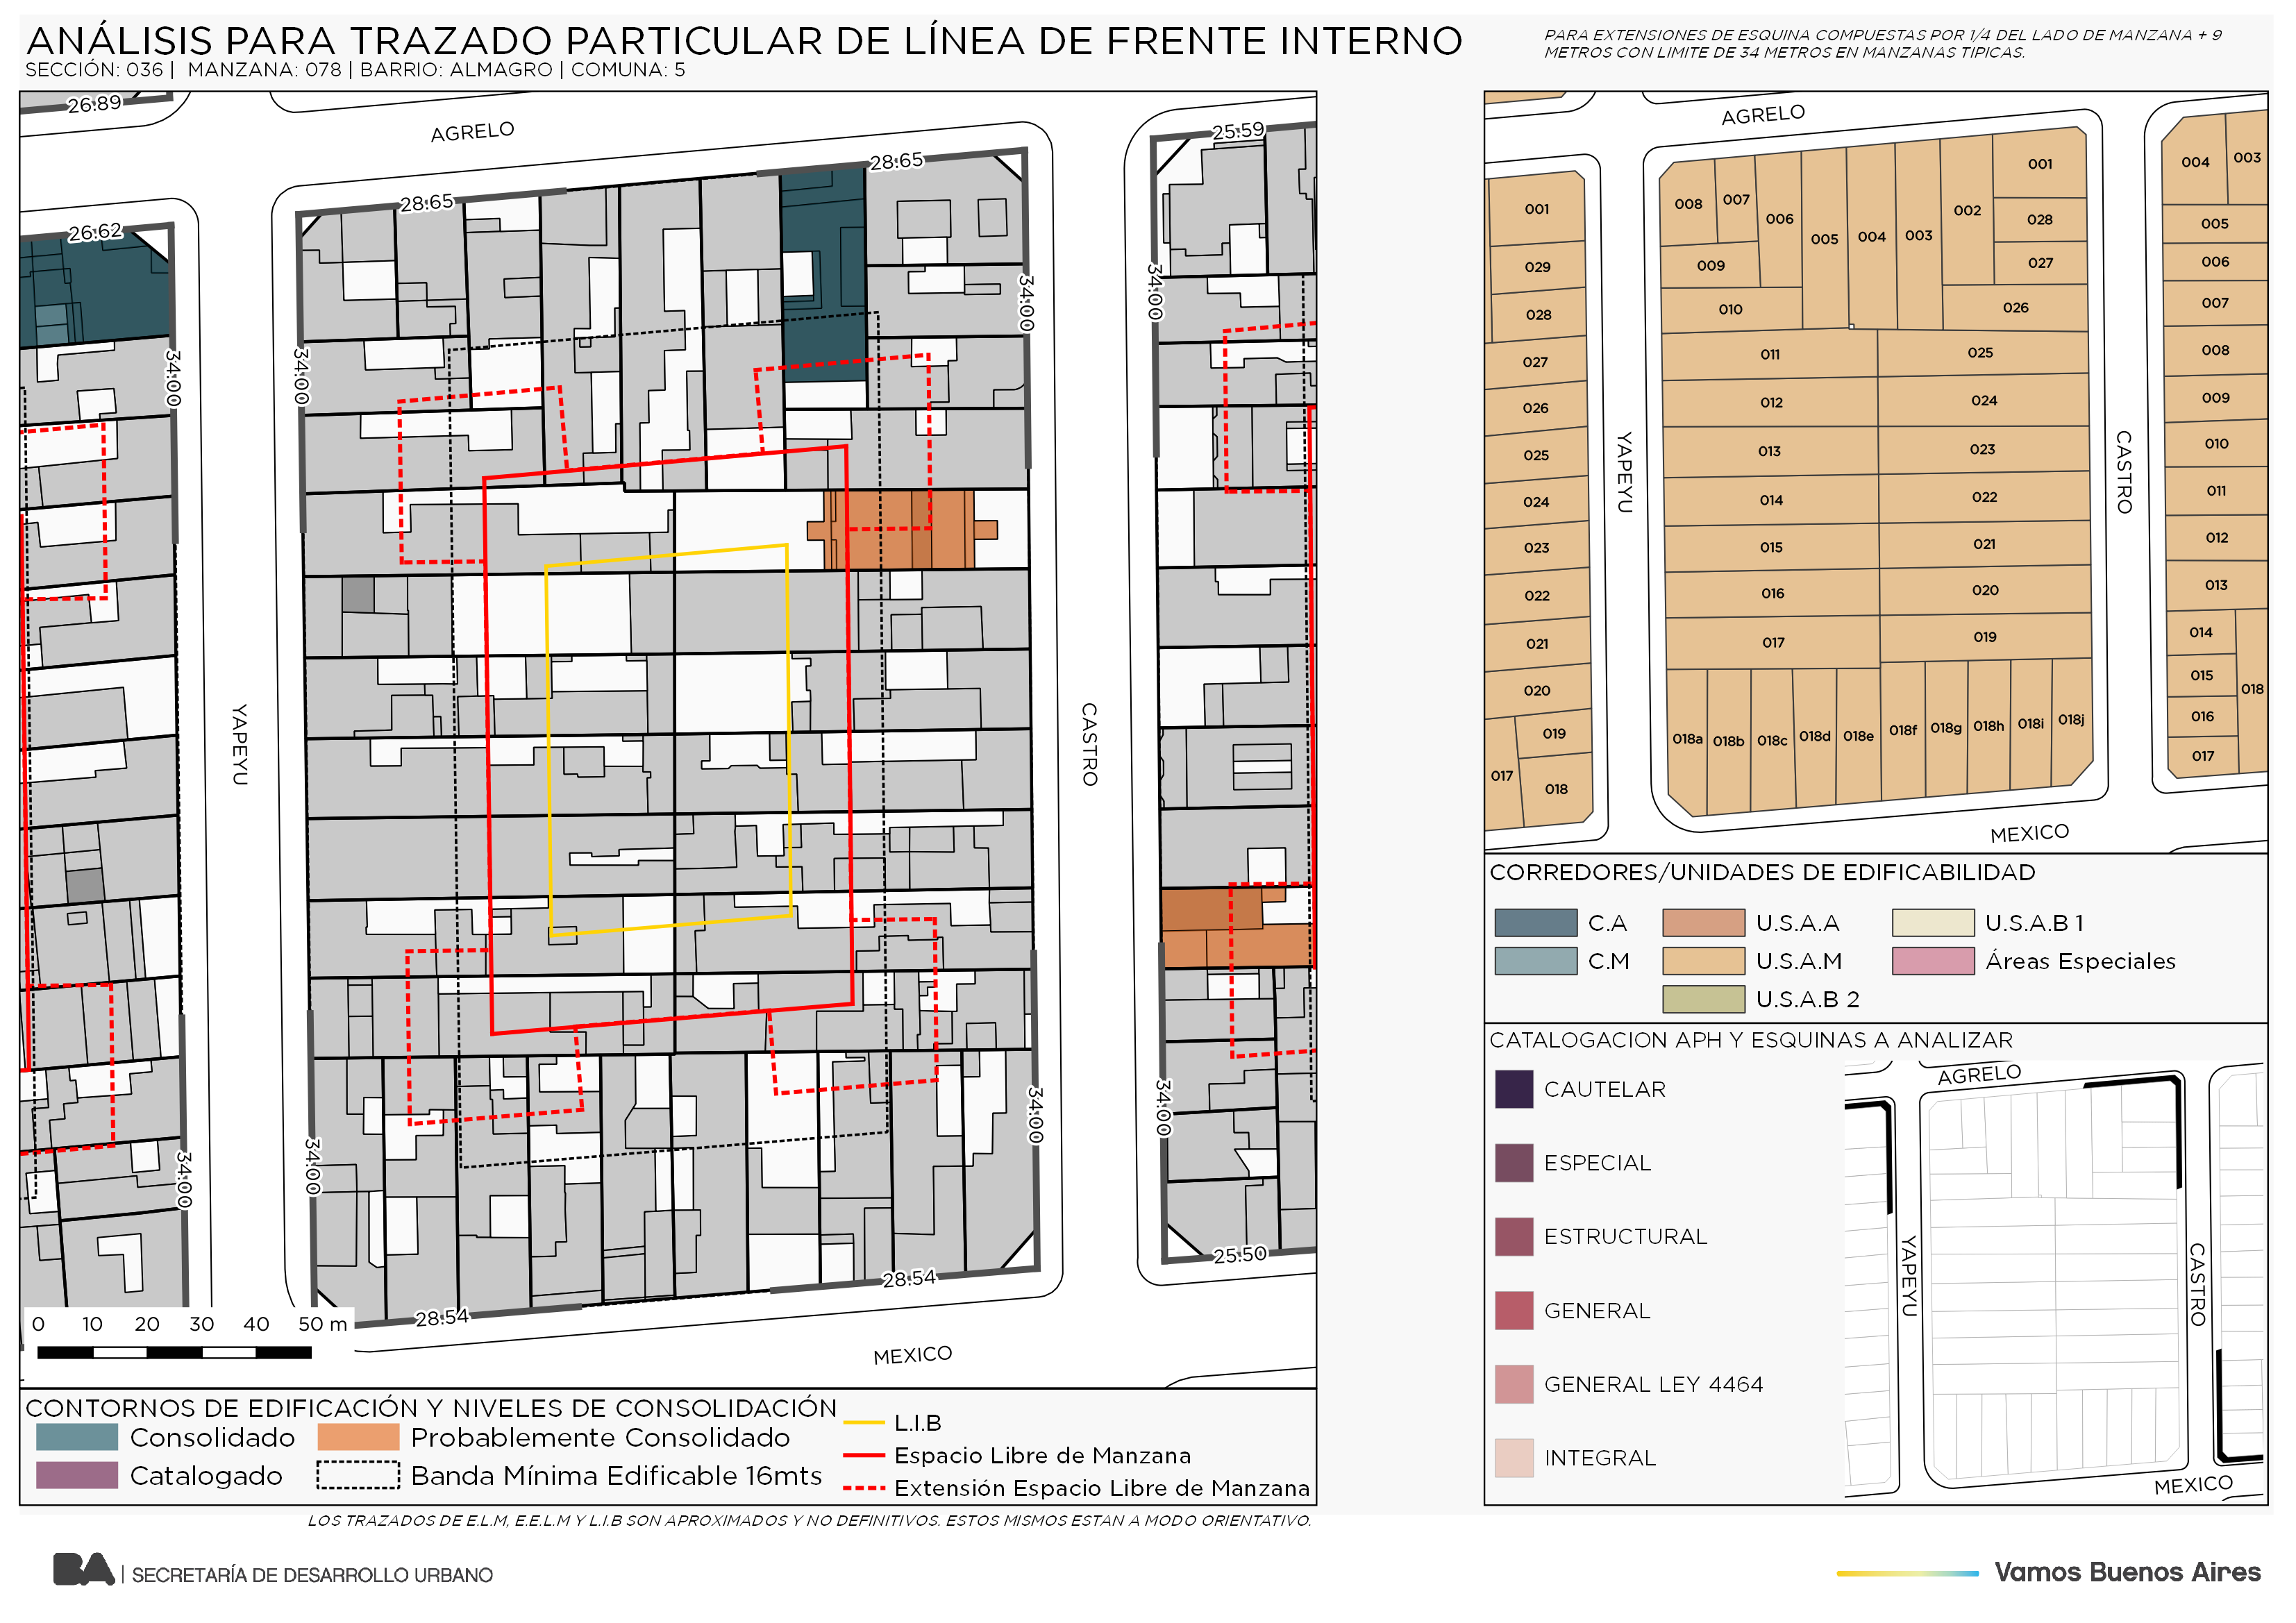 ANÁLISIS PARA TRAZADO PARTICULAR DE LÍNEA DE FRENTE INTERNO
SECCIÓN: 036 | MANZANA: 078 | BARRIO: ALMAGRO | COMUNA: 5
PARA EXTENSIONES DE ESQUINA COMPUESTAS POR 1/4 DEL LADO DE MANZANA + 9
METROS CON LIMITE DE 34 METROS EN MANZANAS TIPICAS.
26.89
AGRELO
25.59
28.65
28.65
26.62
34.00
34.00
34.00
34.00
YAPEYU
CASTRO
34.00
34.00
34.00
34.00
25.50
28.54
28.54
MEXICO
0 10 20 30 40 50 m
CONTORNOS DE EDIFICACIÓN Y NIVELES DE CONSOLIDACIÓN
Consolidado
Probablemente Consolidado
Catalogado
Banda Mínima Edificable 16mts
L.I.B
Espacio Libre de Manzana
Extensión Espacio Libre de Manzana
LOS TRAZADOS DE E.L.M, E.E.L.M Y L.I.B SON APROXIMADOS Y NO DEFINITIVOS. ESTOS MISMOS ESTAN A MODO ORIENTATIVO.
AGRELO
YAPEYU
CASTRO
MEXICO
001
029
028
027
026
025
024
023
022
021
020
019
017
018
008
007
006
005
004
003
002
001
028
027
009
010
026
011
025
012
024
013
023
014
022
015
021
016
020
017
019
018a
018b
018c
018d
018e
018f
018g
018h
018i
018j
004
003
005
006
007
008
009
010
011
012
013
014
015
018
016
017
CORREDORES/UNIDADES DE EDIFICABILIDAD
C.A
U.S.A.A
U.S.A.B 1
C.M
U.S.A.M
Áreas Especiales
U.S.A.B 2
CATALOGACION APH Y ESQUINAS A ANALIZAR
CAUTELAR
ESPECIAL
ESTRUCTURAL
GENERAL
GENERAL LEY 4464
INTEGRAL
AGRELO
YAPEYU
CASTRO
MEXICO
BA | SECRETARÍA DE DESARROLLO URBANO
Vamos Buenos Aires